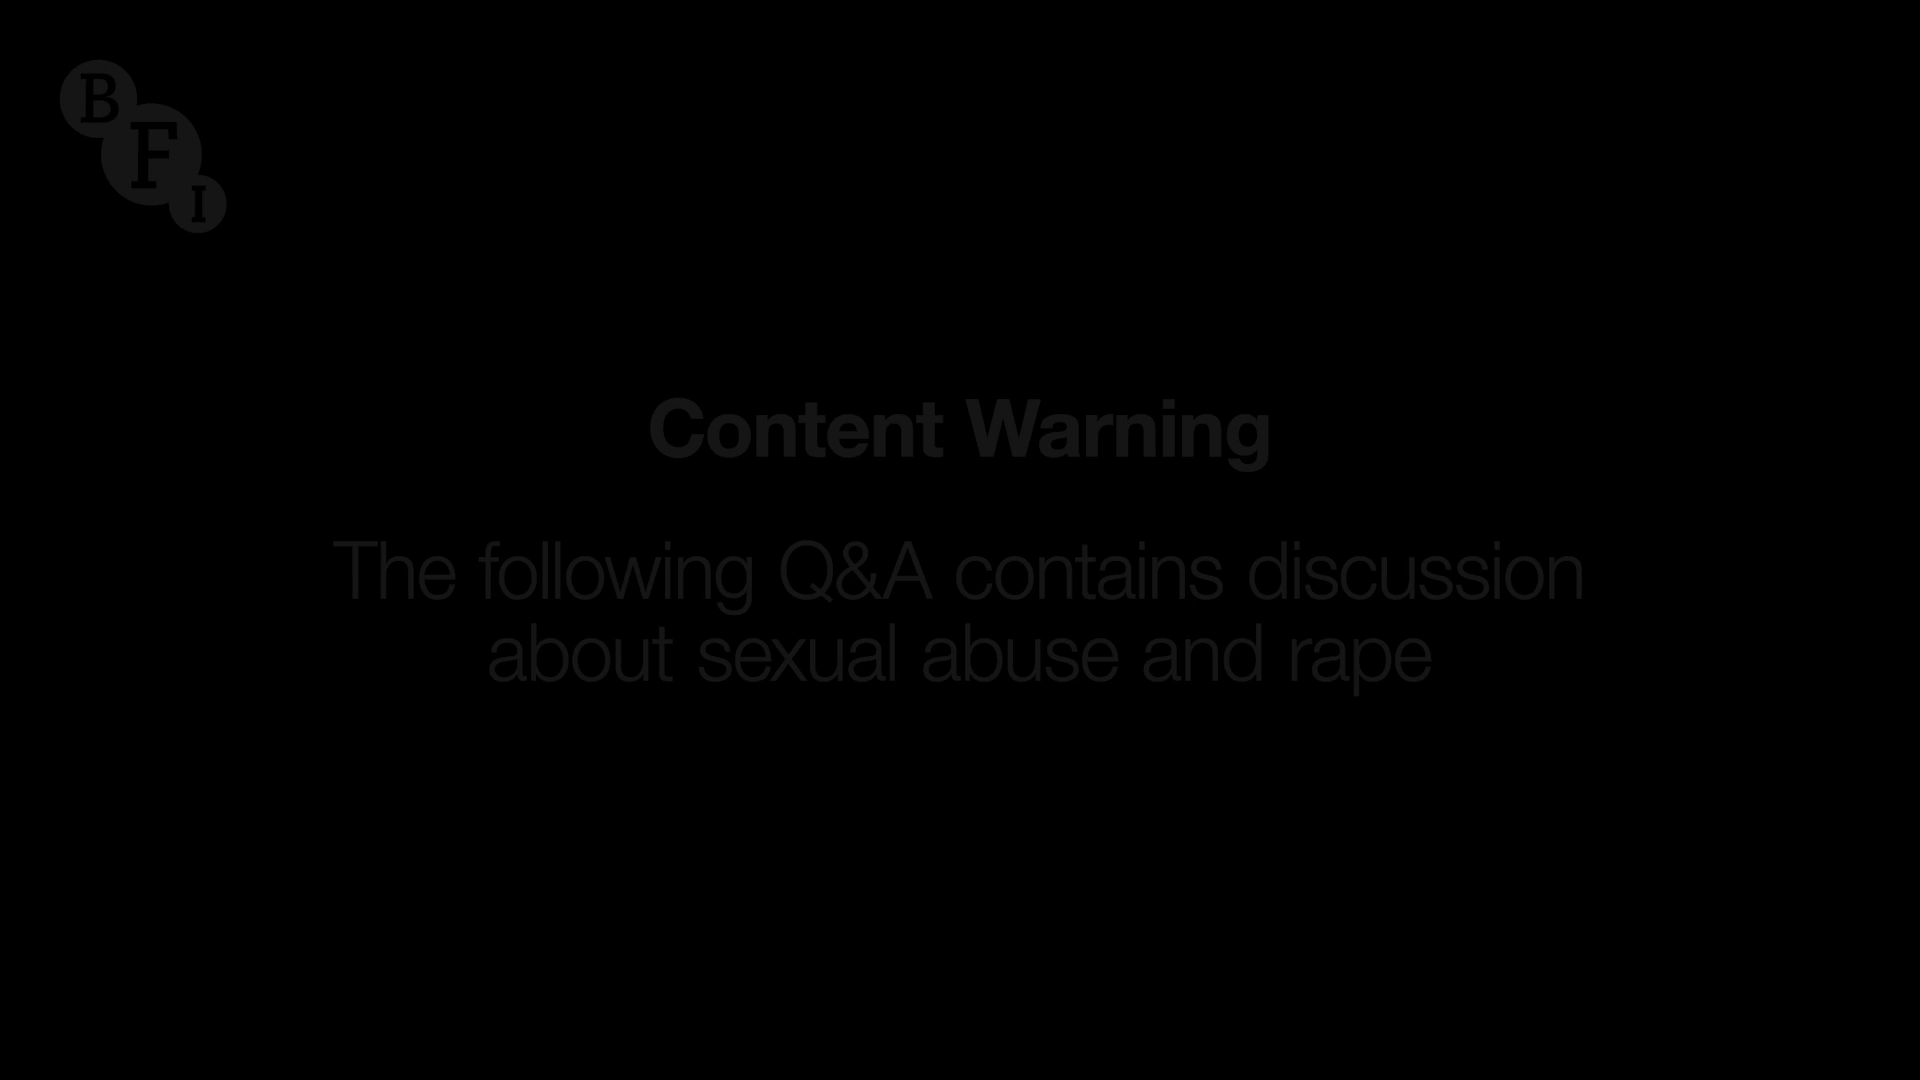 BFI
Content Warning
The following Q&A contains discussion
about sexual abuse and rape